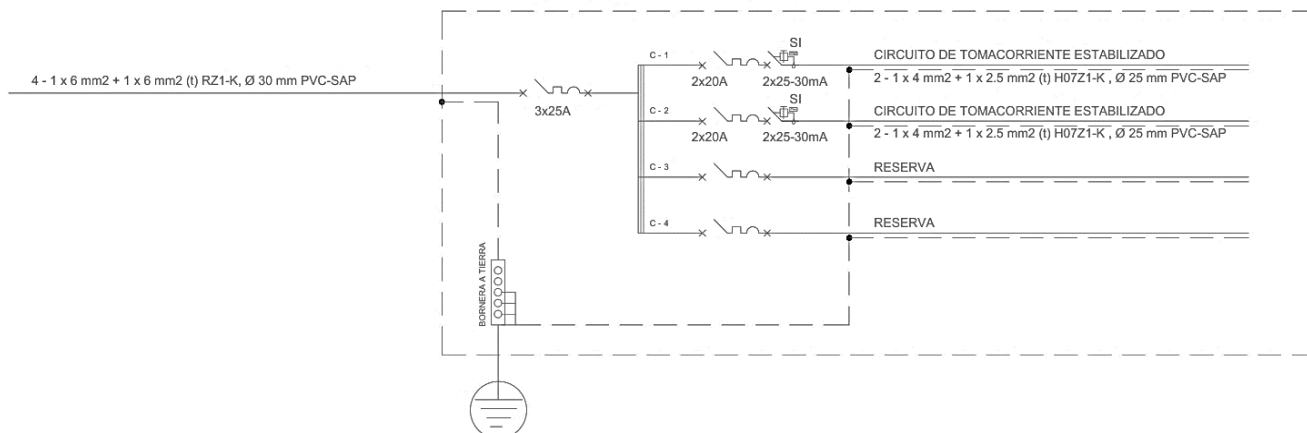 SI
C - 1
CIRCUITO DE TOMACORRIENTE ESTABILIZADO
4 - 1 x 6 mm2 + 1 x 6 mm2 (t) RZ1-K, Ø 30 mm PVC-SAP
2x20A
2x25-30mA
2 - 1 x 4 mm2 + 1 x 2.5 mm2 (t) H07Z1-K, Ø 25 mm PVC-SAP
3x25A
SI
C - 2
CIRCUITO DE TOMACORRIENTE ESTABILIZADO
2x20A
2x25-30mA
2 - 1 x 4 mm2 + 1 x 2.5 mm2 (t) H07Z1-K , Ø 25 mm PVC-SAP
C - 3
RESERVA
C - 4
RESERVA
BORNERA A TIERRA